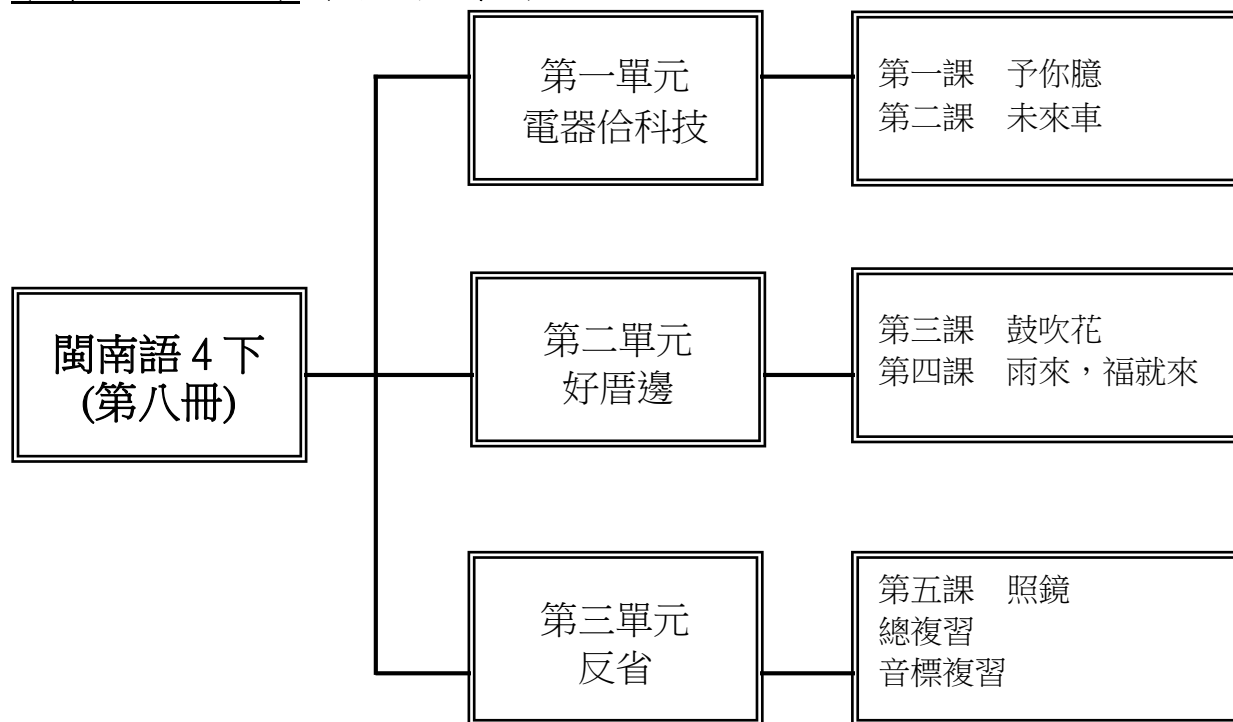 第一單元
電器佮科技
第一課　予你臆
第二課　未來車
閩南語 4 下
(第八冊)
第二單元
好厝邊
第三課　鼓吹花
第四課　雨來，福就來
第三單元
反省
第五課　照鏡
總複習
音標複習